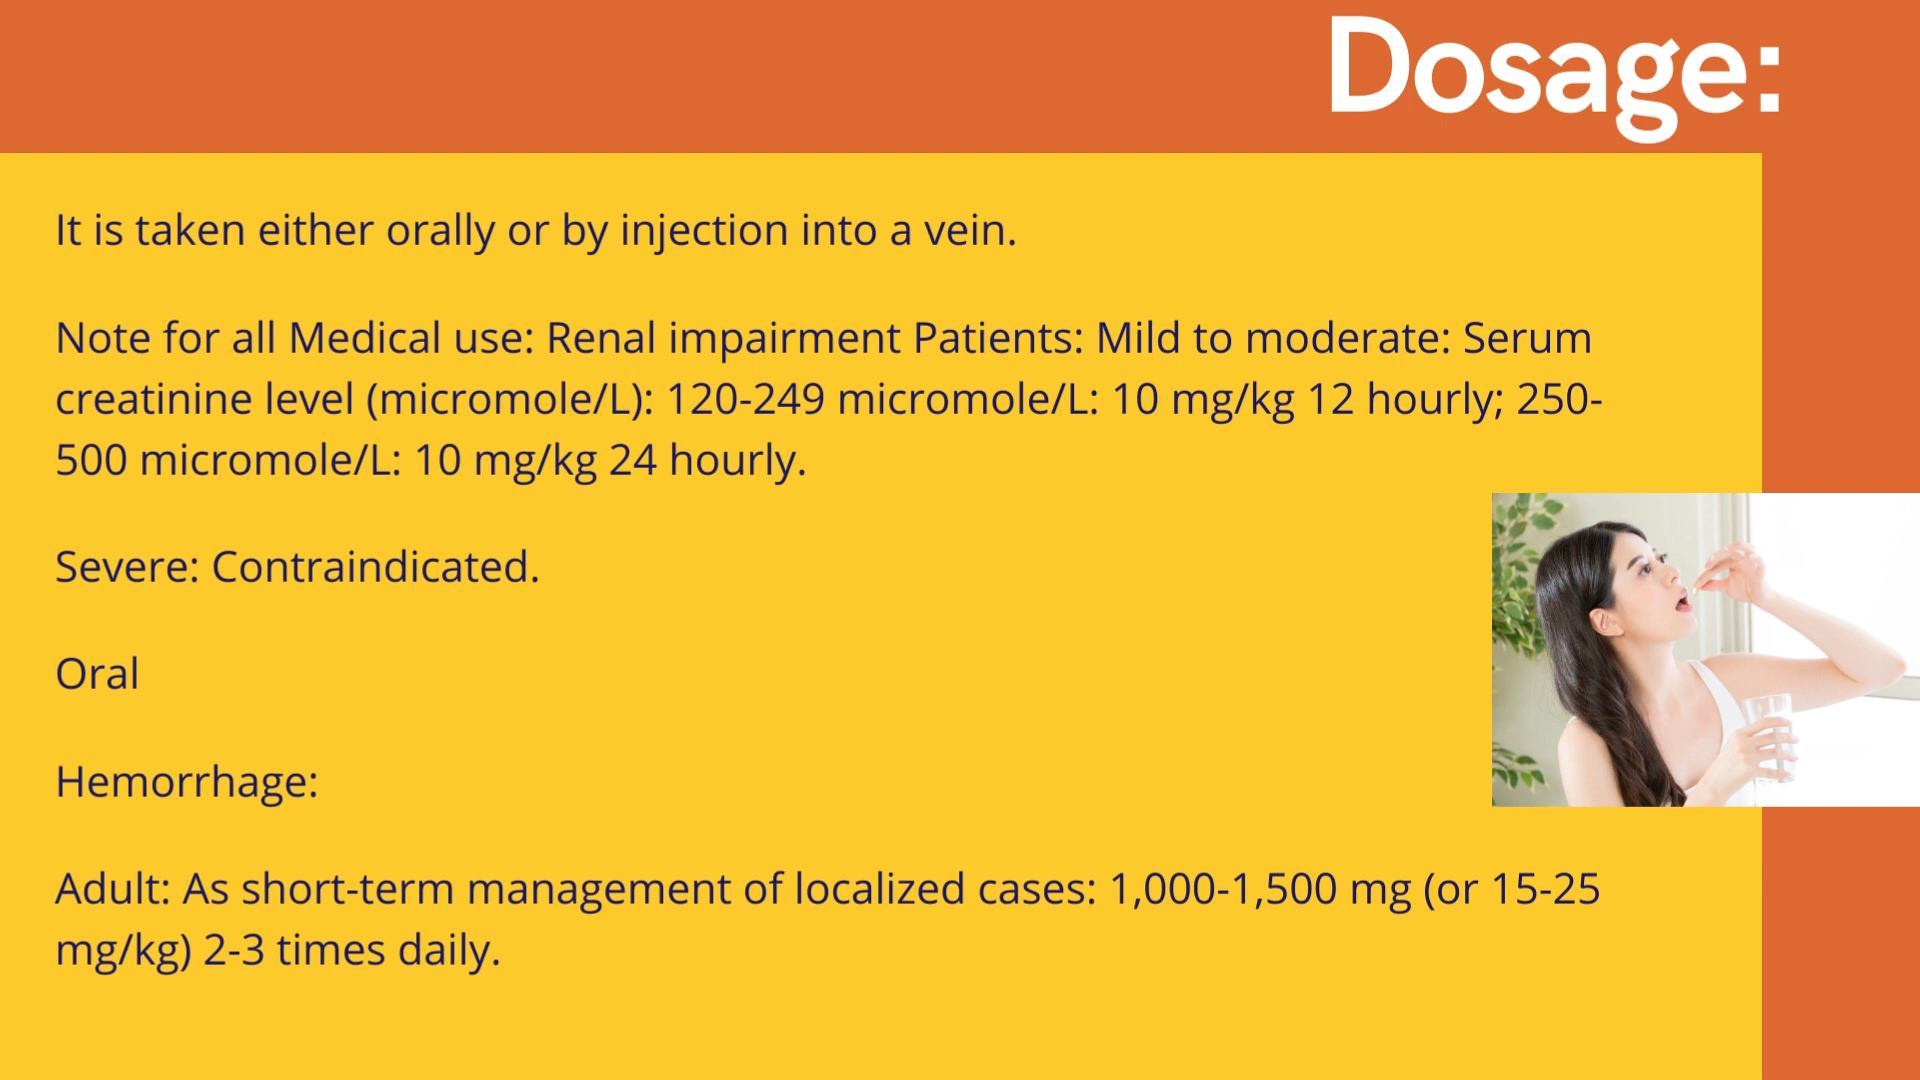 Dosage:
It is taken either orally or by injection into a vein.
Note for all Medical use: Renal impairment Patients: Mild to moderate: Serum
creatinine level (micromole/L): 120-249 micromole/L: 10 mg/kg 12 hourly; 250-
500 micromole/L: 10 mg/kg 24 hourly.
Severe: Contraindicated.
Oral
Hemorrhage:
Adult: As short-term management of localized cases: 1,000-1,500 mg (or 15-25
mg/kg) 2-3 times daily.